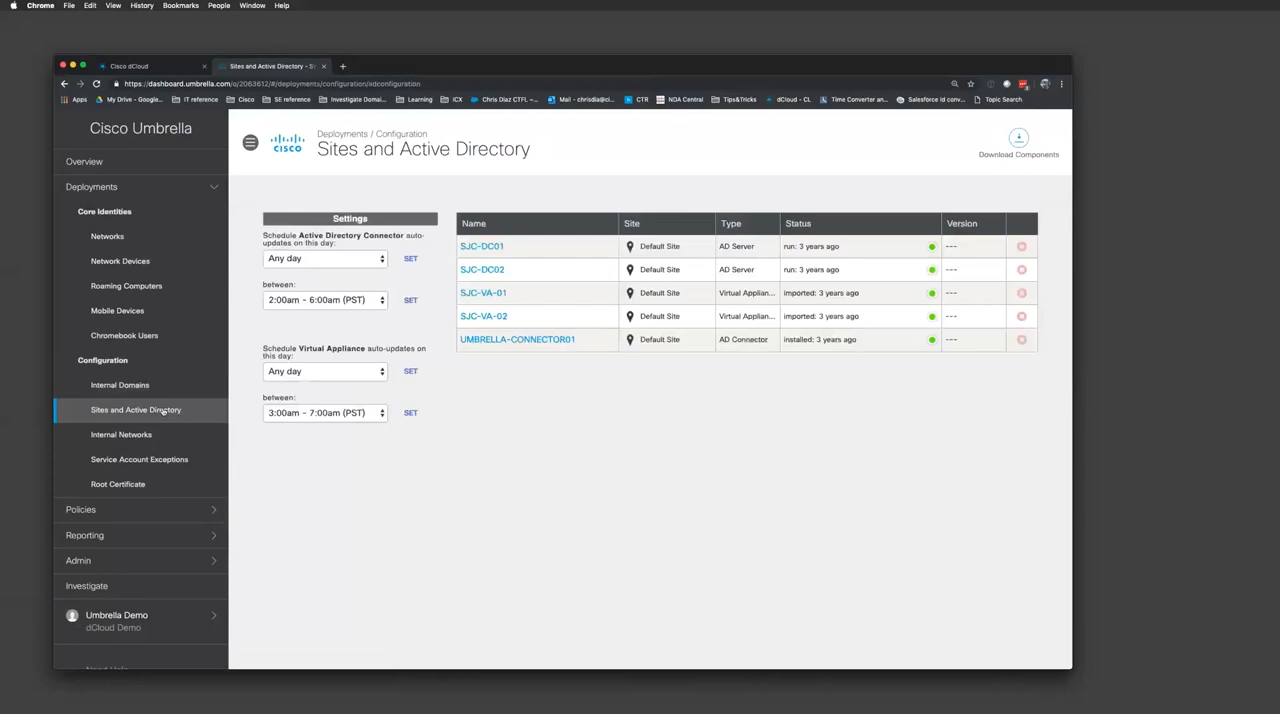 Chrome File Edit View History Bookmarks People Window Help
Cisco dCloud
Sites and Active Directory - S
https://dashboard.umbrella.com/o/2063612/#/deployments/configuration/adconfiguration
Apps My Drive - Google... IT reference Cisco SE reference Investigate Domai... Learning ICX Chris Diaz CTFL –... Mail - chrisdia@c... CTR NDA Central Tips&Tricks dCloud - CL Time Converter an... Salesforce Id conv... Topic Search
Cisco Umbrella
Overview
Deployments
Core Identities
Networks
Network Devices
Roaming Computers
Mobile Devices
Chromebook Users
Configuration
Internal Domains
Sites and Active Directory
Internal Networks
Service Account Exceptions
Root Certificate
Policies
Reporting
Admin
Investigate
Umbrella Demo
dCloud Demo
CISCO
Deployments / Configuration
Sites and Active Directory
Download Components
Settings
Schedule Active Directory Connector auto-
updates on this day:
Any day SET
between:
2:00am - 6:00am (PST) SET
Schedule Virtual Appliance auto-updates on
this day:
Any day SET
between:
3:00am - 7:00am (PST) SET
Name Site Type Status Version
SJC-DC01 Default Site AD Server run: 3 years ago ---
SJC-DC02 Default Site AD Server run: 3 years ago ---
SJC-VA-01 Default Site Virtual Applian... imported: 3 years ago ---
SJC-VA-02 Default Site Virtual Applian... imported: 3 years ago ---
UMBRELLA-CONNECTOR01 Default Site AD Connector installed: 3 years ago ---